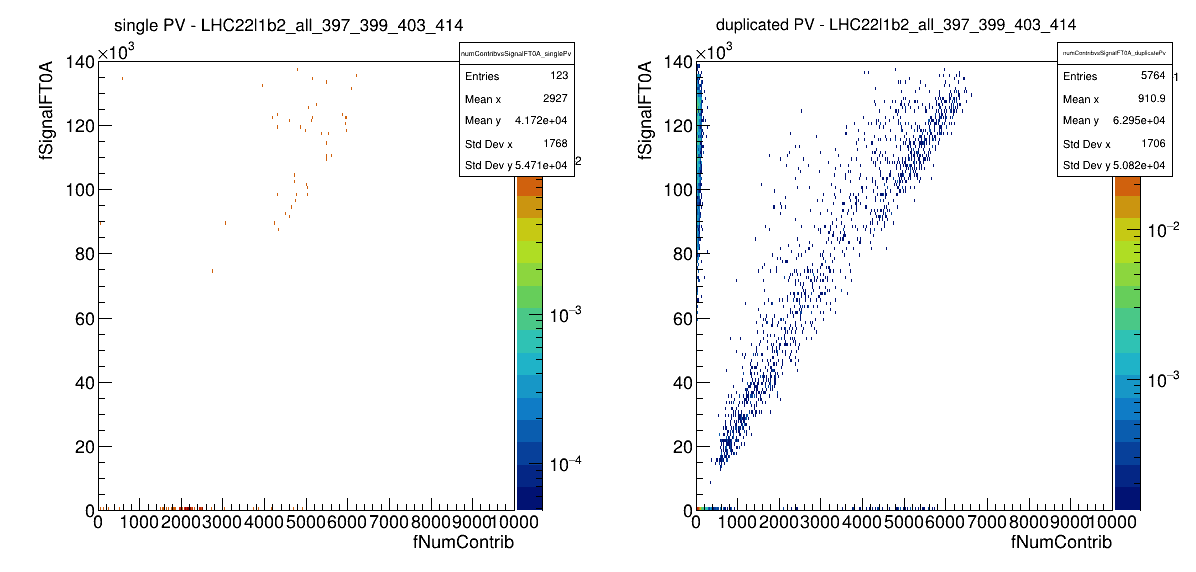 single PV - LHC22l1b2_all_397_399_403_414
×10³
numContribvsSignalFT0A_singlePv
Entries 123
Mean x 2927
Mean y 4.172e+04
Std Dev x 1768
Std Dev y 5.471e+04
fSignalFT0A
140
120
100
80
60
40
20
0
0 1000 2000 3000 4000 5000 6000 7000 8000 9000 10000
fNumContrib
2
10⁻³
10⁻⁴
duplicated PV - LHC22l1b2_all_397_399_403_414
×10³
numContribvsSignalFT0A_duplicatePv
Entries 5764
Mean x 910.9
Mean y 6.295e+04
Std Dev x 1706
Std Dev y 5.082e+04
fSignalFT0A
140
120
100
80
60
40
20
0
0 1000 2000 3000 4000 5000 6000 7000 8000 9000 10000
fNumContrib
1
10⁻²
10⁻³